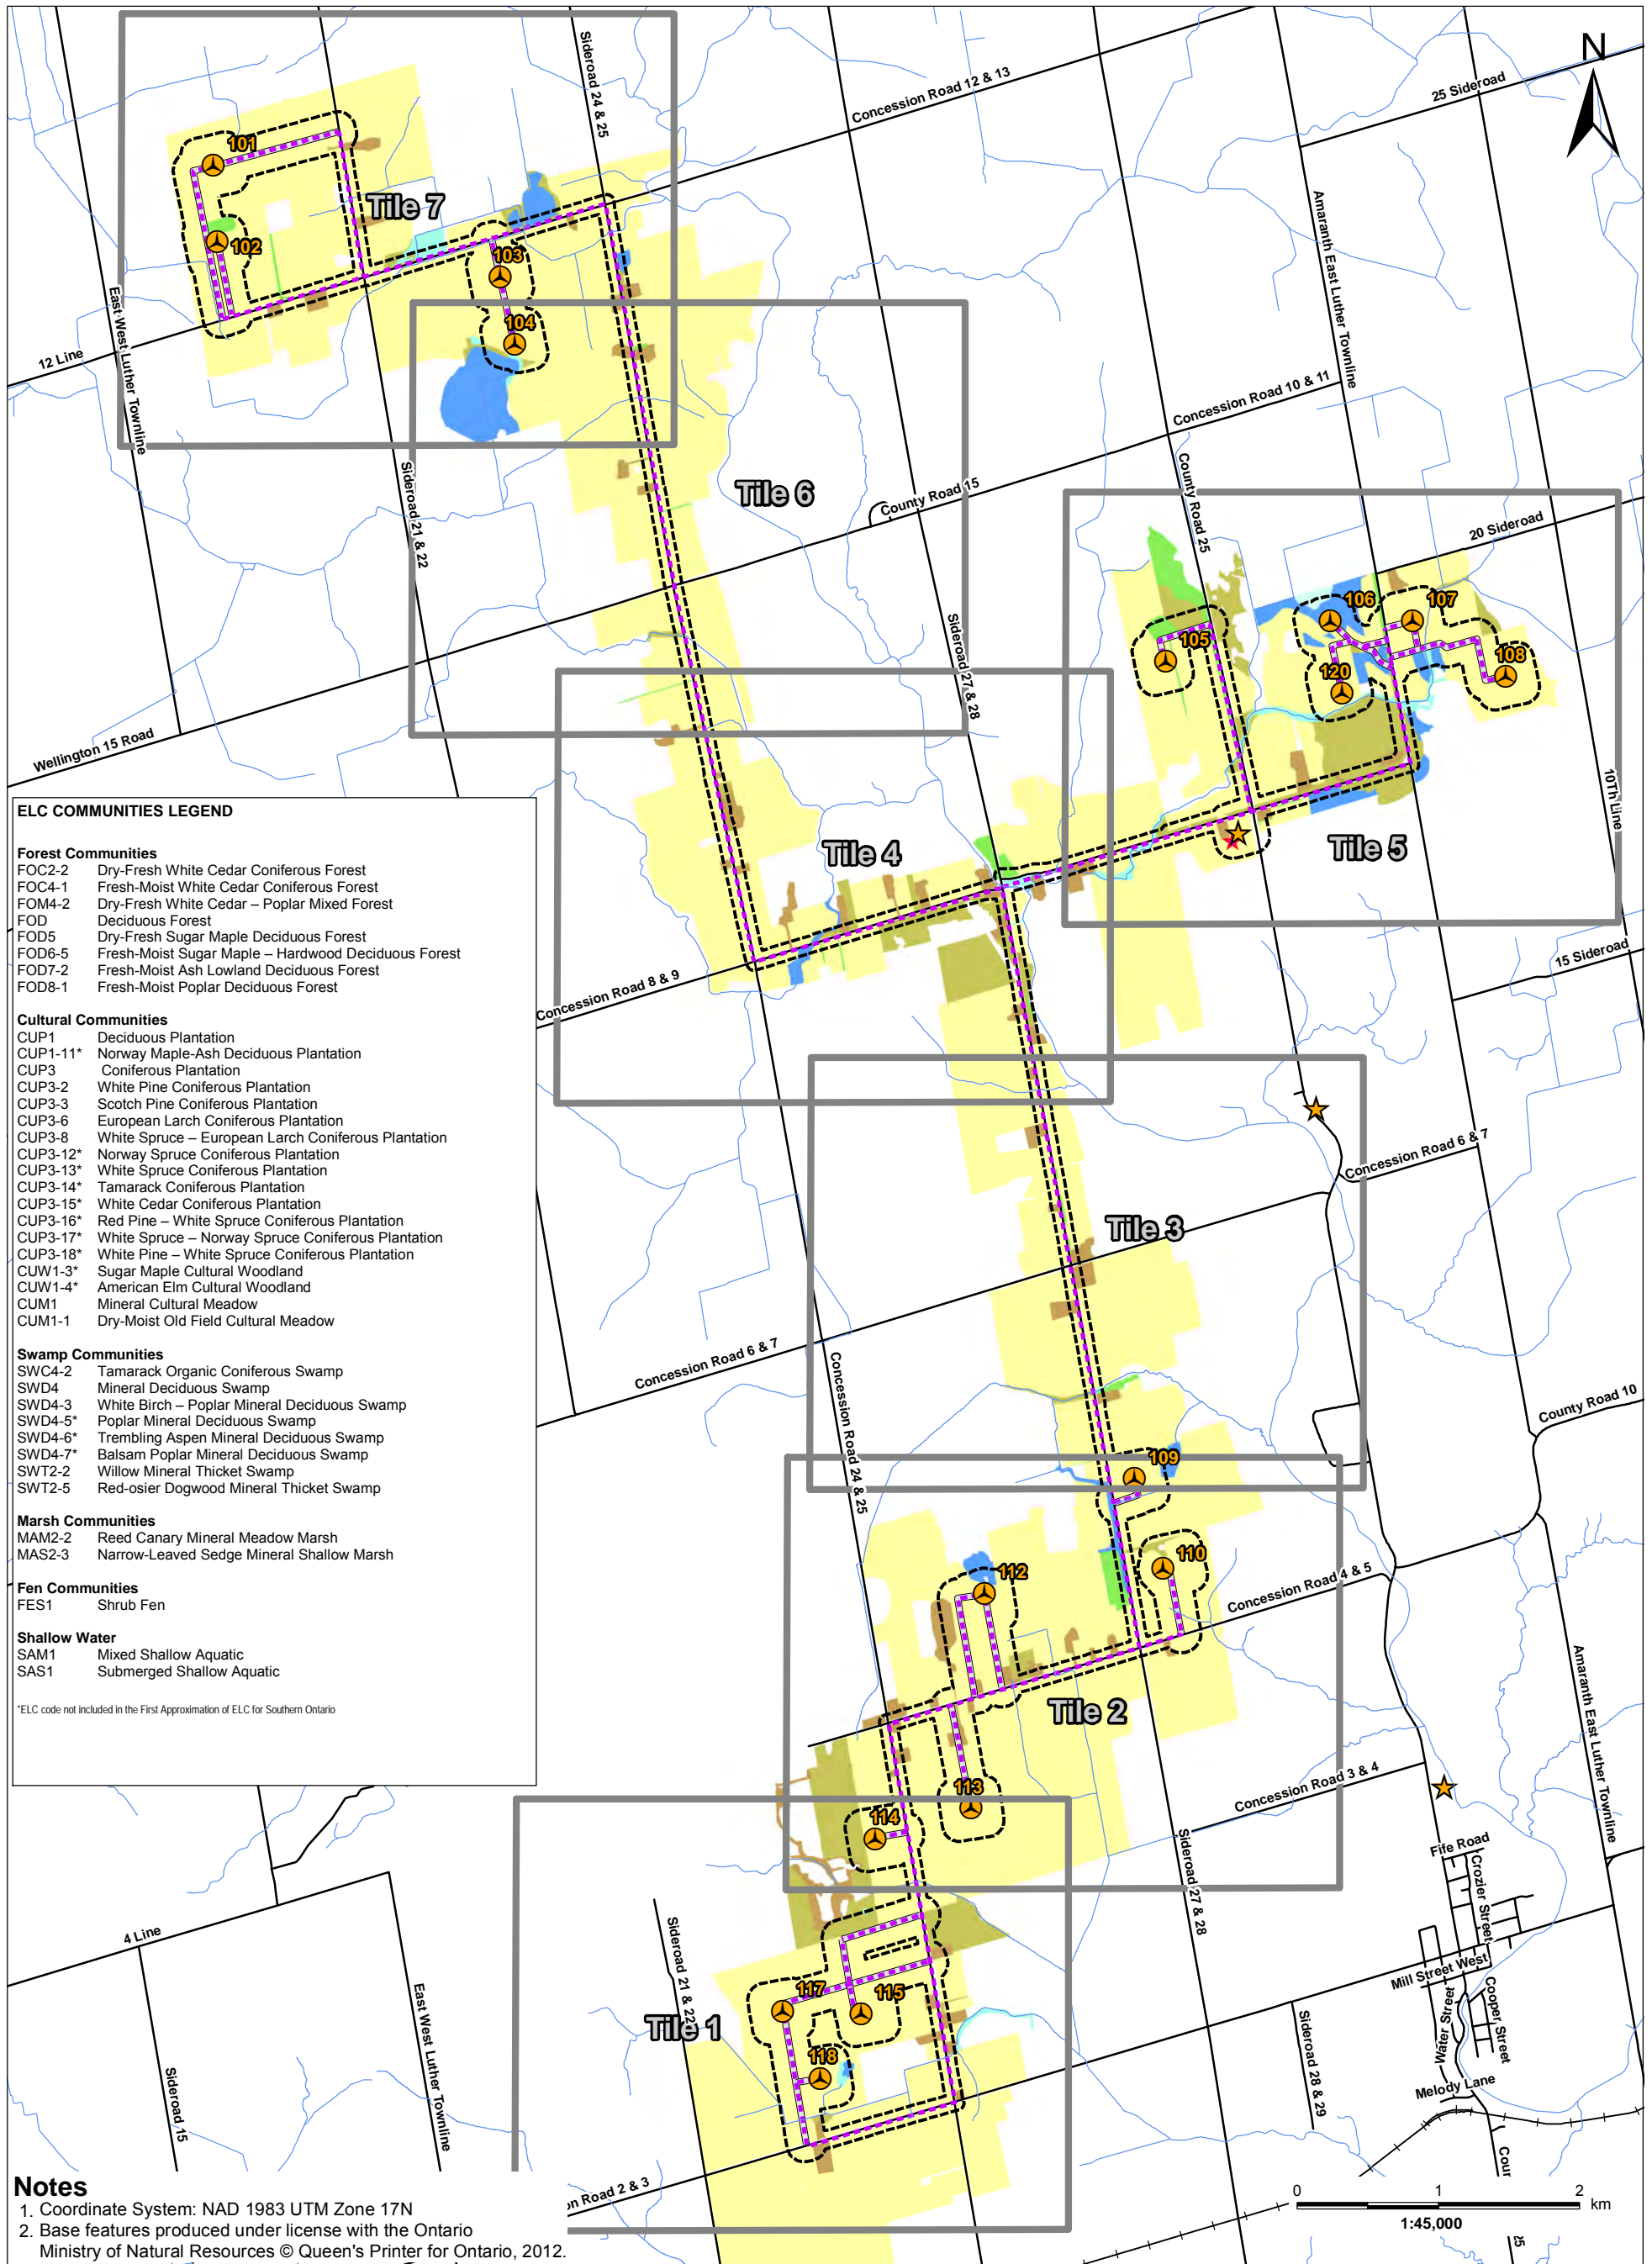 N
Sideroad 24 & 25
Concession Road 12 & 13
25 Sideroad
101
Tile 7
102
103
104
Amaranth East Luther Townline
East West Luther Townline
12 Line
Concession Road 10 & 11
County Road 25
Sideroad 21 & 22
Tile 6
County Road 15
20 Sideroad
106
107
105
108
120
Sideroad 27 & 28
Wellington 15 Road
10Th Line
Tile 4
Tile 5
15 Sideroad
Concession Road 8 & 9
ELC COMMUNITIES LEGEND
Forest Communities
FOC2-2 Dry-Fresh White Cedar Coniferous Forest
FOC4-1 Fresh-Moist White Cedar Coniferous Forest
FOM4-2 Dry-Fresh White Cedar – Poplar Mixed Forest
FOD Deciduous Forest
FOD5 Dry-Fresh Sugar Maple Deciduous Forest
FOD6-5 Fresh-Moist Sugar Maple – Hardwood Deciduous Forest
FOD7-2 Fresh-Moist Ash Lowland Deciduous Forest
FOD8-1 Fresh-Moist Poplar Deciduous Forest
Cultural Communities
CUP1 Deciduous Plantation
CUP1-11* Norway Maple-Ash Deciduous Plantation
CUP3 Coniferous Plantation
CUP3-2 White Pine Coniferous Plantation
CUP3-3 Scotch Pine Coniferous Plantation
CUP3-6 European Larch Coniferous Plantation
CUP3-8 White Spruce – European Larch Coniferous Plantation
CUP3-12* Norway Spruce Coniferous Plantation
CUP3-13* White Spruce Coniferous Plantation
CUP3-14* Tamarack Coniferous Plantation
CUP3-15* White Cedar Coniferous Plantation
CUP3-16* Red Pine – White Spruce Coniferous Plantation
CUP3-17* White Spruce – Norway Spruce Coniferous Plantation
CUP3-18* White Pine – White Spruce Coniferous Plantation
CUW1-3* Sugar Maple Cultural Woodland
CUW1-4* American Elm Cultural Woodland
CUM1 Mineral Cultural Meadow
CUM1-1 Dry-Moist Old Field Cultural Meadow
Swamp Communities
SWC4-2 Tamarack Organic Coniferous Swamp
SWD4 Mineral Deciduous Swamp
SWD4-3 White Birch – Poplar Mineral Deciduous Swamp
SWD4-5* Poplar Mineral Deciduous Swamp
SWD4-6* Trembling Aspen Mineral Deciduous Swamp
SWD4-7* Balsam Poplar Mineral Deciduous Swamp
SWT2-2 Willow Mineral Thicket Swamp
SWT2-5 Red-osier Dogwood Mineral Thicket Swamp
Marsh Communities
MAM2-2 Reed Canary Mineral Meadow Marsh
MAS2-3 Narrow-Leaved Sedge Mineral Shallow Marsh
Fen Communities
FES1 Shrub Fen
Shallow Water
SAM1 Mixed Shallow Aquatic
SAS1 Submerged Shallow Aquatic
*ELC code not included in the First Approximation of ELC for Southern Ontario
Concession Road 6 & 7
Tile 3
Concession Road 6 & 7
Concession Road 24 & 25
County Road 10
109
110
112
Concession Road 4 & 5
Tile 2
Amaranth East Luther Townline
Concession Road 3 & 4
113
114
Sideroad 27 & 28
Fife Road
Crozier Street
4 Line
Sideroad 21 & 22
Mill Street West
East West Luther Townline
117
115
Tile 1
118
Water Street
Cooper Street
Sideroad 28 & 29
Melody Lane
Sideroad 15
Cour
Notes
1. Coordinate System: NAD 1983 UTM Zone 17N
2. Base features produced under license with the Ontario
Ministry of Natural Resources © Queen's Printer for Ontario, 2012.
on Road 2 & 3
0 1 2
km
1:45,000